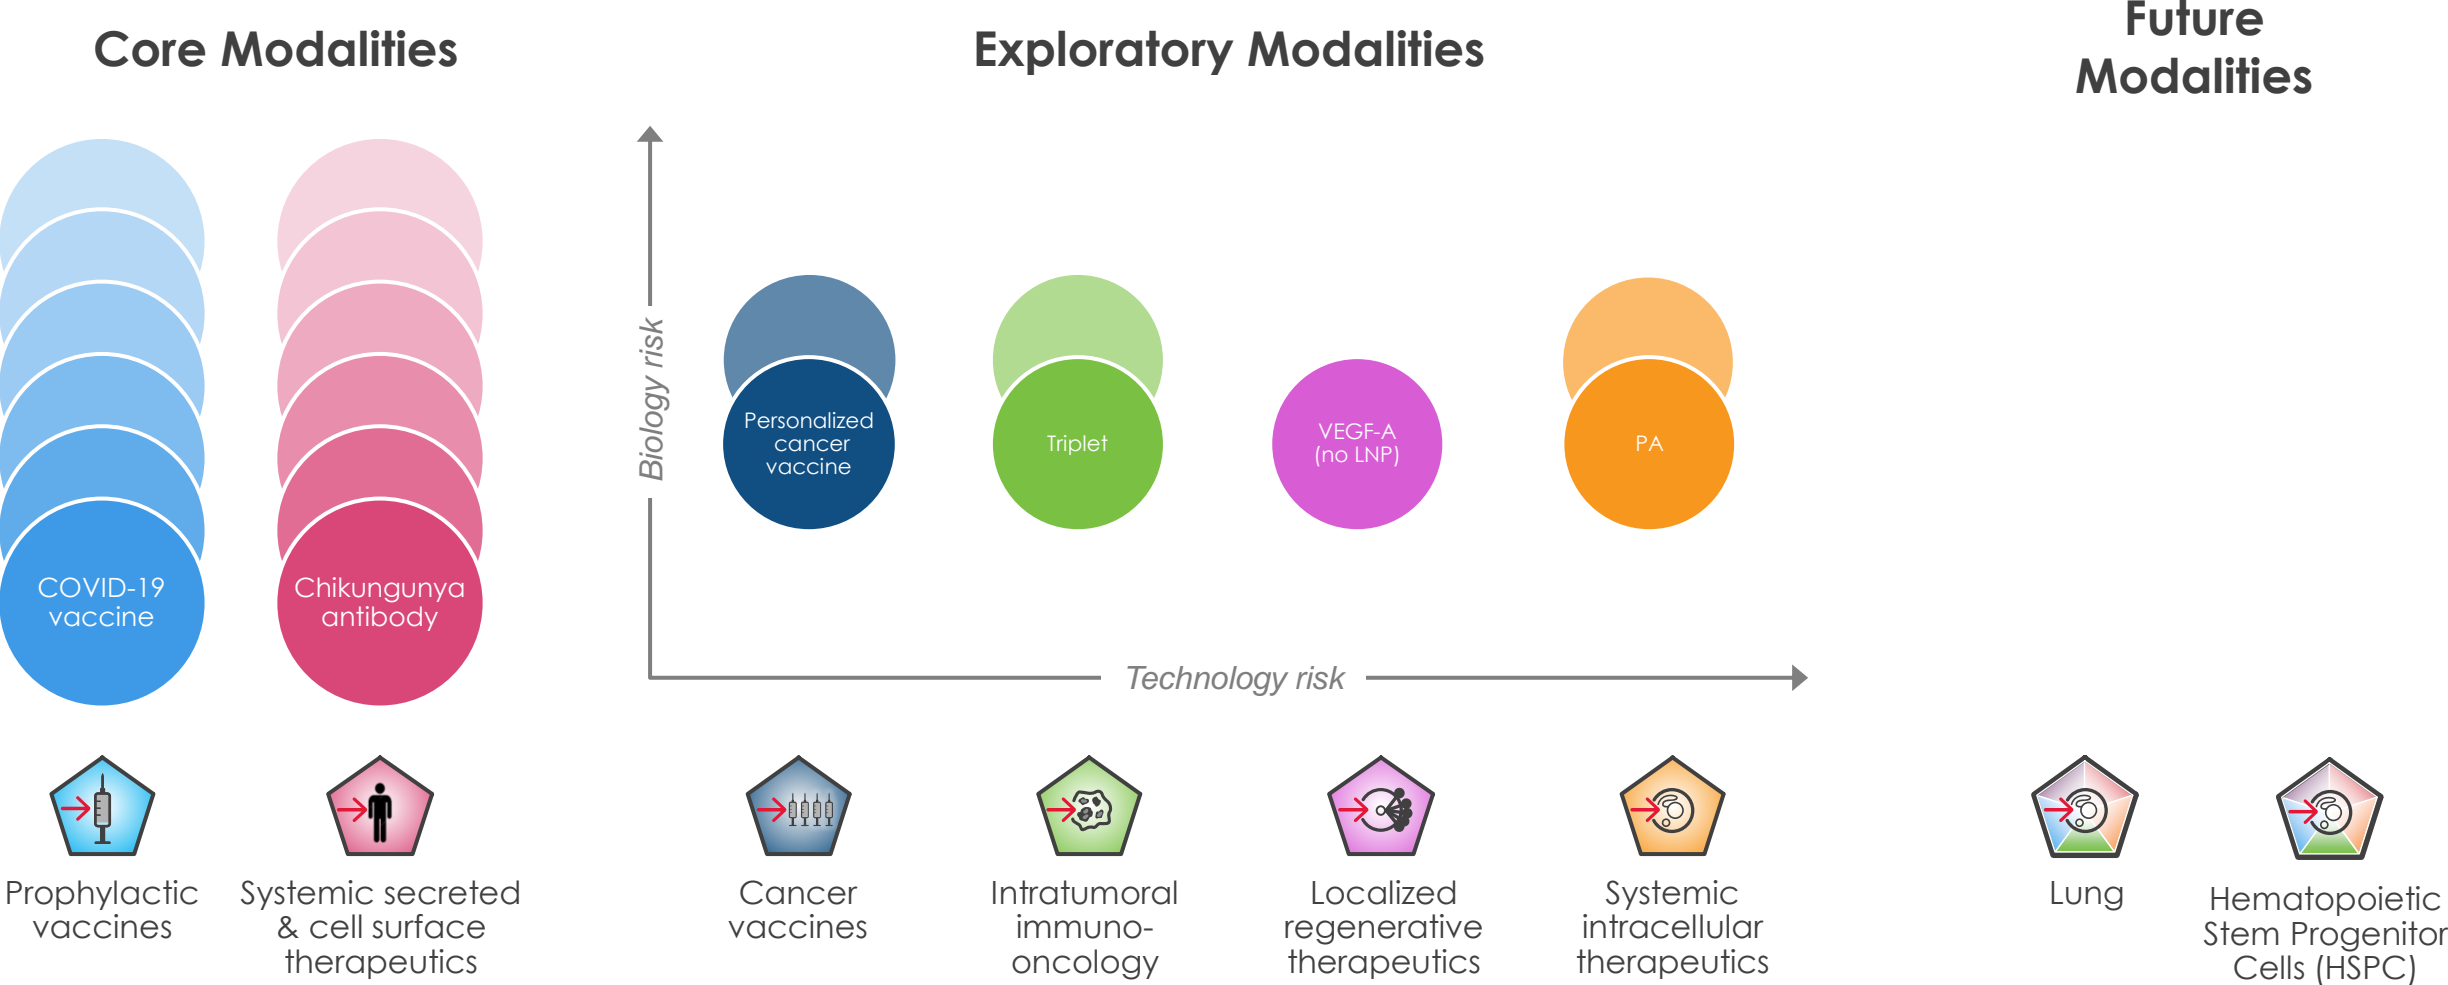 Core Modalities
Exploratory Modalities
Future
Modalities
COVID-19
vaccine
Chikungunya
antibody
Biology risk
Personalized
cancer
vaccine
Triplet
VEGF-A
(no LNP)
PA
Technology risk
Prophylactic
vaccines
Systemic secreted
& cell surface
therapeutics
Cancer
vaccines
Intratumoral
immuno-
oncology
Localized
regenerative
therapeutics
Systemic
intracellular
therapeutics
Lung
Hematopoietic
Stem Progenitor
Cells (HSPC)